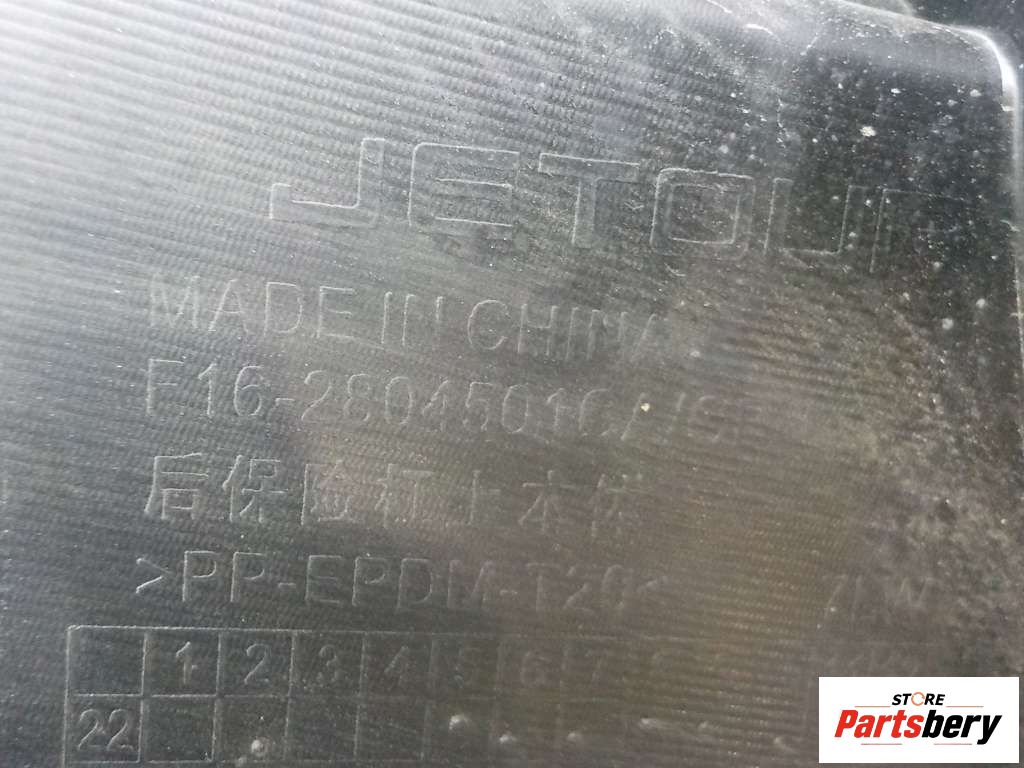 JETOUR
MADE IN CHINA
F16-2804501CA/
后保险杠上本体
>PP-EPDM-T20<
1 2 3 4 5 6 7
22
STORE
Partsbery